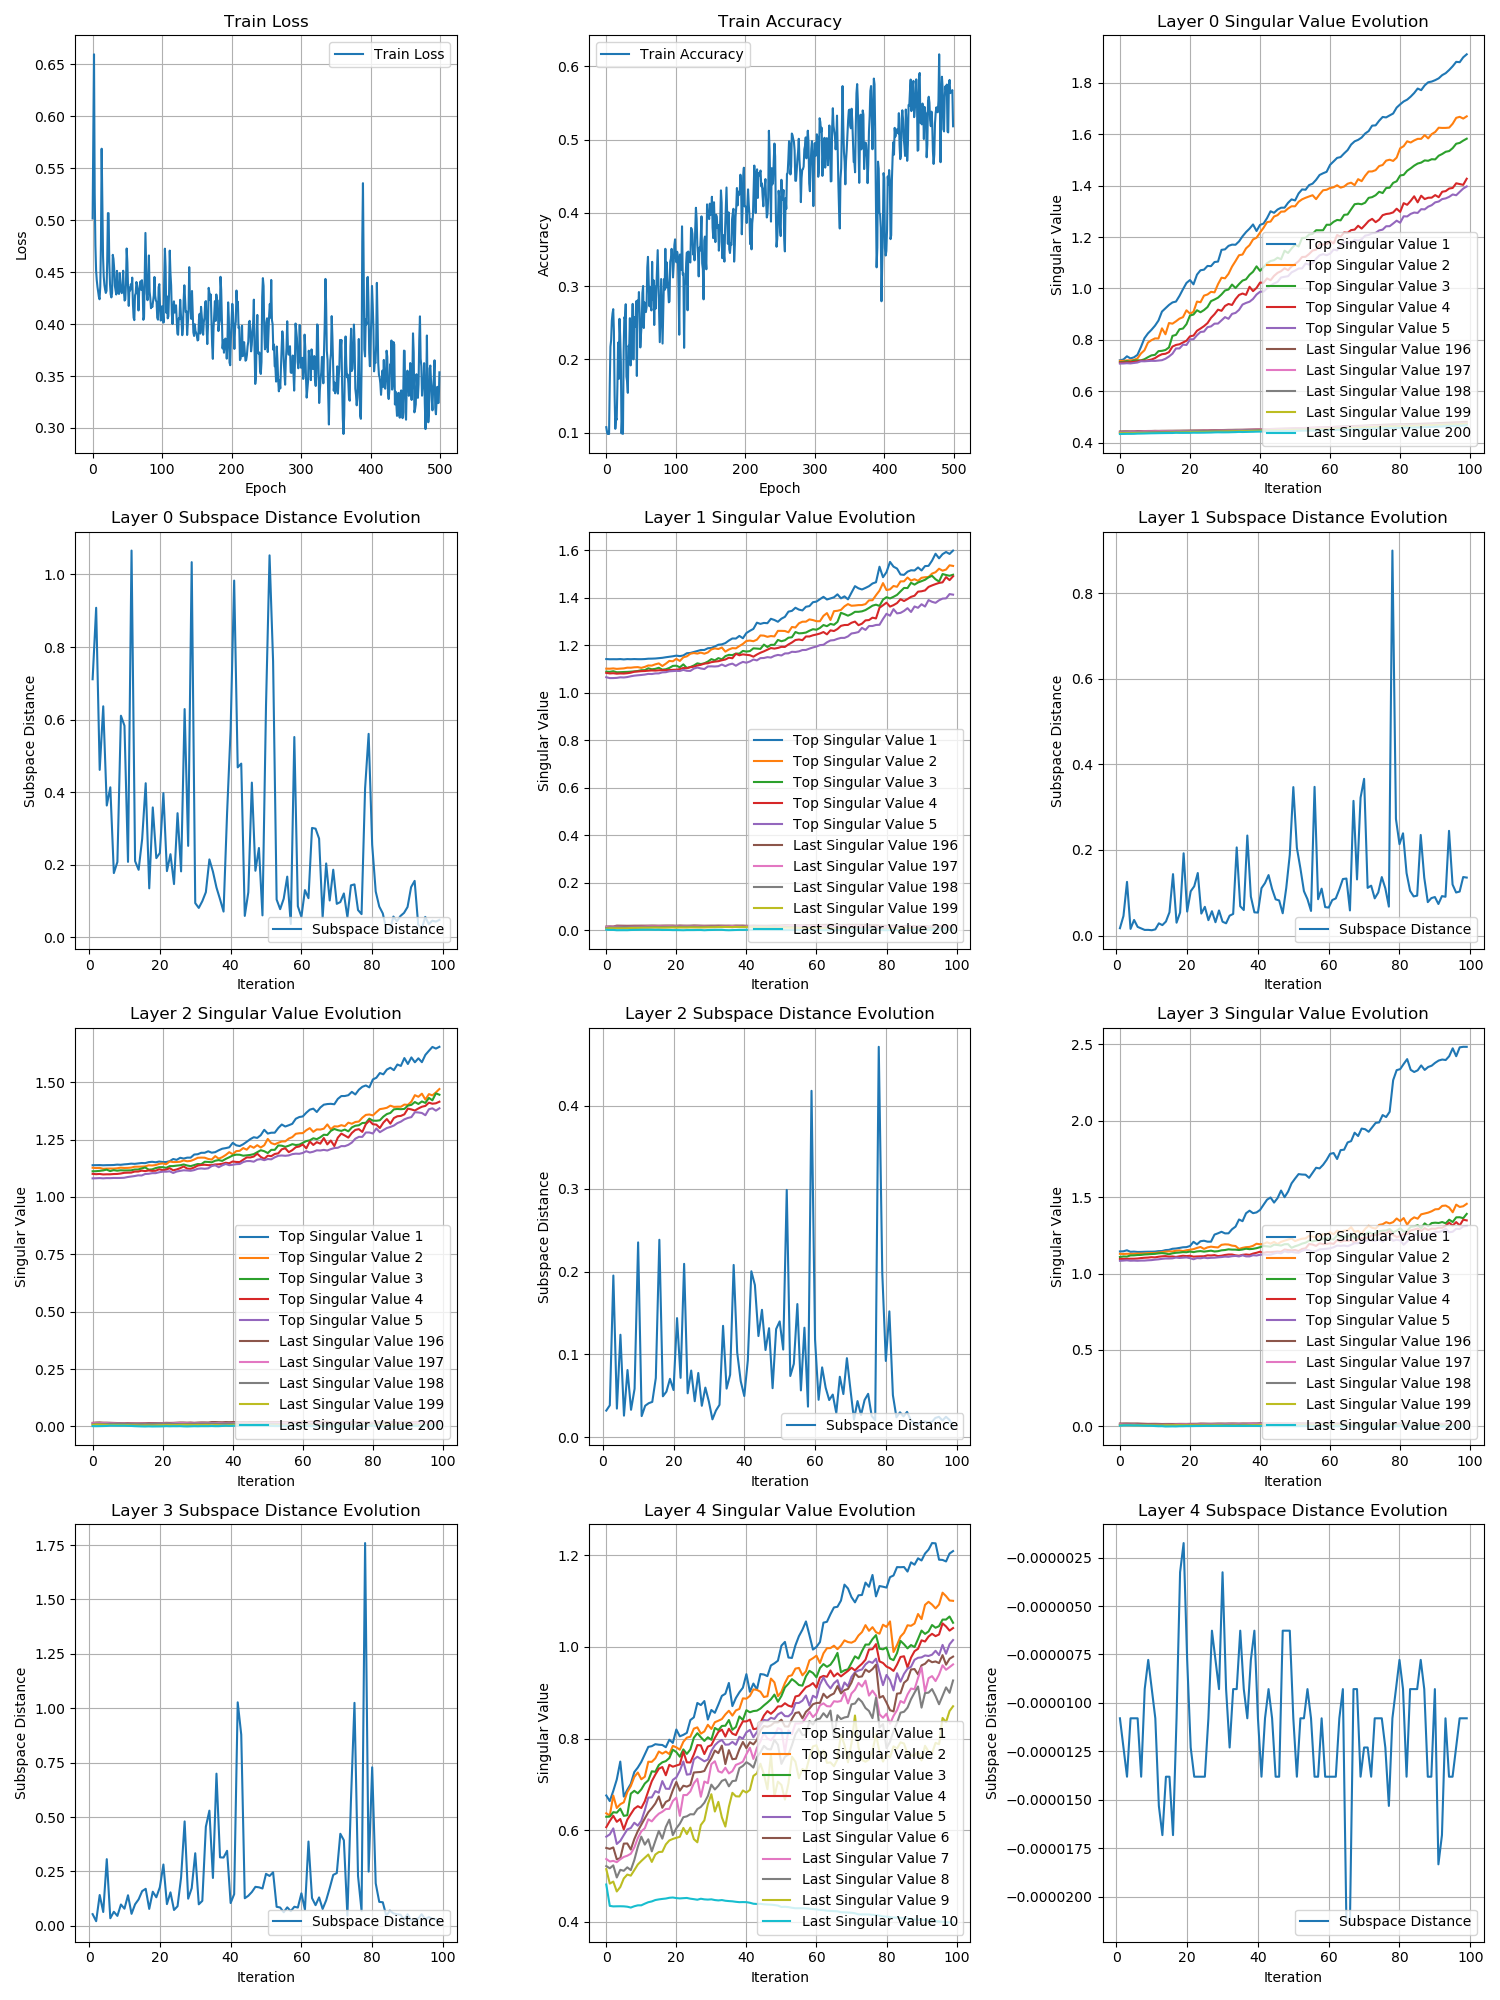 Train Loss
Train Loss
0.65
0.60
0.55
0.50
0.45
0.40
0.35
0.30
Loss
0 100 200 300 400 500
Epoch
Train Accuracy
Train Accuracy
0.6
0.5
0.4
0.3
0.2
0.1
Accuracy
0 100 200 300 400 500
Epoch
Layer 0 Singular Value Evolution
1.8
1.6
1.4
1.2
1.0
0.8
0.6
0.4
Singular Value
Top Singular Value 1
Top Singular Value 2
Top Singular Value 3
Top Singular Value 4
Top Singular Value 5
Last Singular Value 196
Last Singular Value 197
Last Singular Value 198
Last Singular Value 199
Last Singular Value 200
0 20 40 60 80 100
Iteration
Layer 0 Subspace Distance Evolution
1.0
0.8
0.6
0.4
0.2
0.0
Subspace Distance
Subspace Distance
0 20 40 60 80 100
Iteration
Layer 1 Singular Value Evolution
1.6
1.4
1.2
1.0
0.8
0.6
0.4
0.2
0.0
Singular Value
Top Singular Value 1
Top Singular Value 2
Top Singular Value 3
Top Singular Value 4
Top Singular Value 5
Last Singular Value 196
Last Singular Value 197
Last Singular Value 198
Last Singular Value 199
Last Singular Value 200
0 20 40 60 80 100
Iteration
Layer 1 Subspace Distance Evolution
0.8
0.6
0.4
0.2
0.0
Subspace Distance
Subspace Distance
0 20 40 60 80 100
Iteration
Layer 2 Singular Value Evolution
1.50
1.25
1.00
0.75
0.50
0.25
0.00
Singular Value
Top Singular Value 1
Top Singular Value 2
Top Singular Value 3
Top Singular Value 4
Top Singular Value 5
Last Singular Value 196
Last Singular Value 197
Last Singular Value 198
Last Singular Value 199
Last Singular Value 200
0 20 40 60 80 100
Iteration
Layer 2 Subspace Distance Evolution
0.4
0.3
0.2
0.1
0.0
Subspace Distance
Subspace Distance
0 20 40 60 80 100
Iteration
Layer 3 Singular Value Evolution
2.5
2.0
1.5
1.0
0.5
0.0
Singular Value
Top Singular Value 1
Top Singular Value 2
Top Singular Value 3
Top Singular Value 4
Top Singular Value 5
Last Singular Value 196
Last Singular Value 197
Last Singular Value 198
Last Singular Value 199
Last Singular Value 200
0 20 40 60 80 100
Iteration
Layer 3 Subspace Distance Evolution
1.75
1.50
1.25
1.00
0.75
0.50
0.25
0.00
Subspace Distance
Subspace Distance
0 20 40 60 80 100
Iteration
Layer 4 Singular Value Evolution
1.2
1.0
0.8
0.6
0.4
Singular Value
Top Singular Value 1
Top Singular Value 2
Top Singular Value 3
Top Singular Value 4
Top Singular Value 5
Last Singular Value 6
Last Singular Value 7
Last Singular Value 8
Last Singular Value 9
Last Singular Value 10
0 20 40 60 80 100
Iteration
Layer 4 Subspace Distance Evolution
−0.0000025
−0.0000050
−0.0000075
−0.0000100
−0.0000125
−0.0000150
−0.0000175
−0.0000200
Subspace Distance
Subspace Distance
0 20 40 60 80 100
Iteration